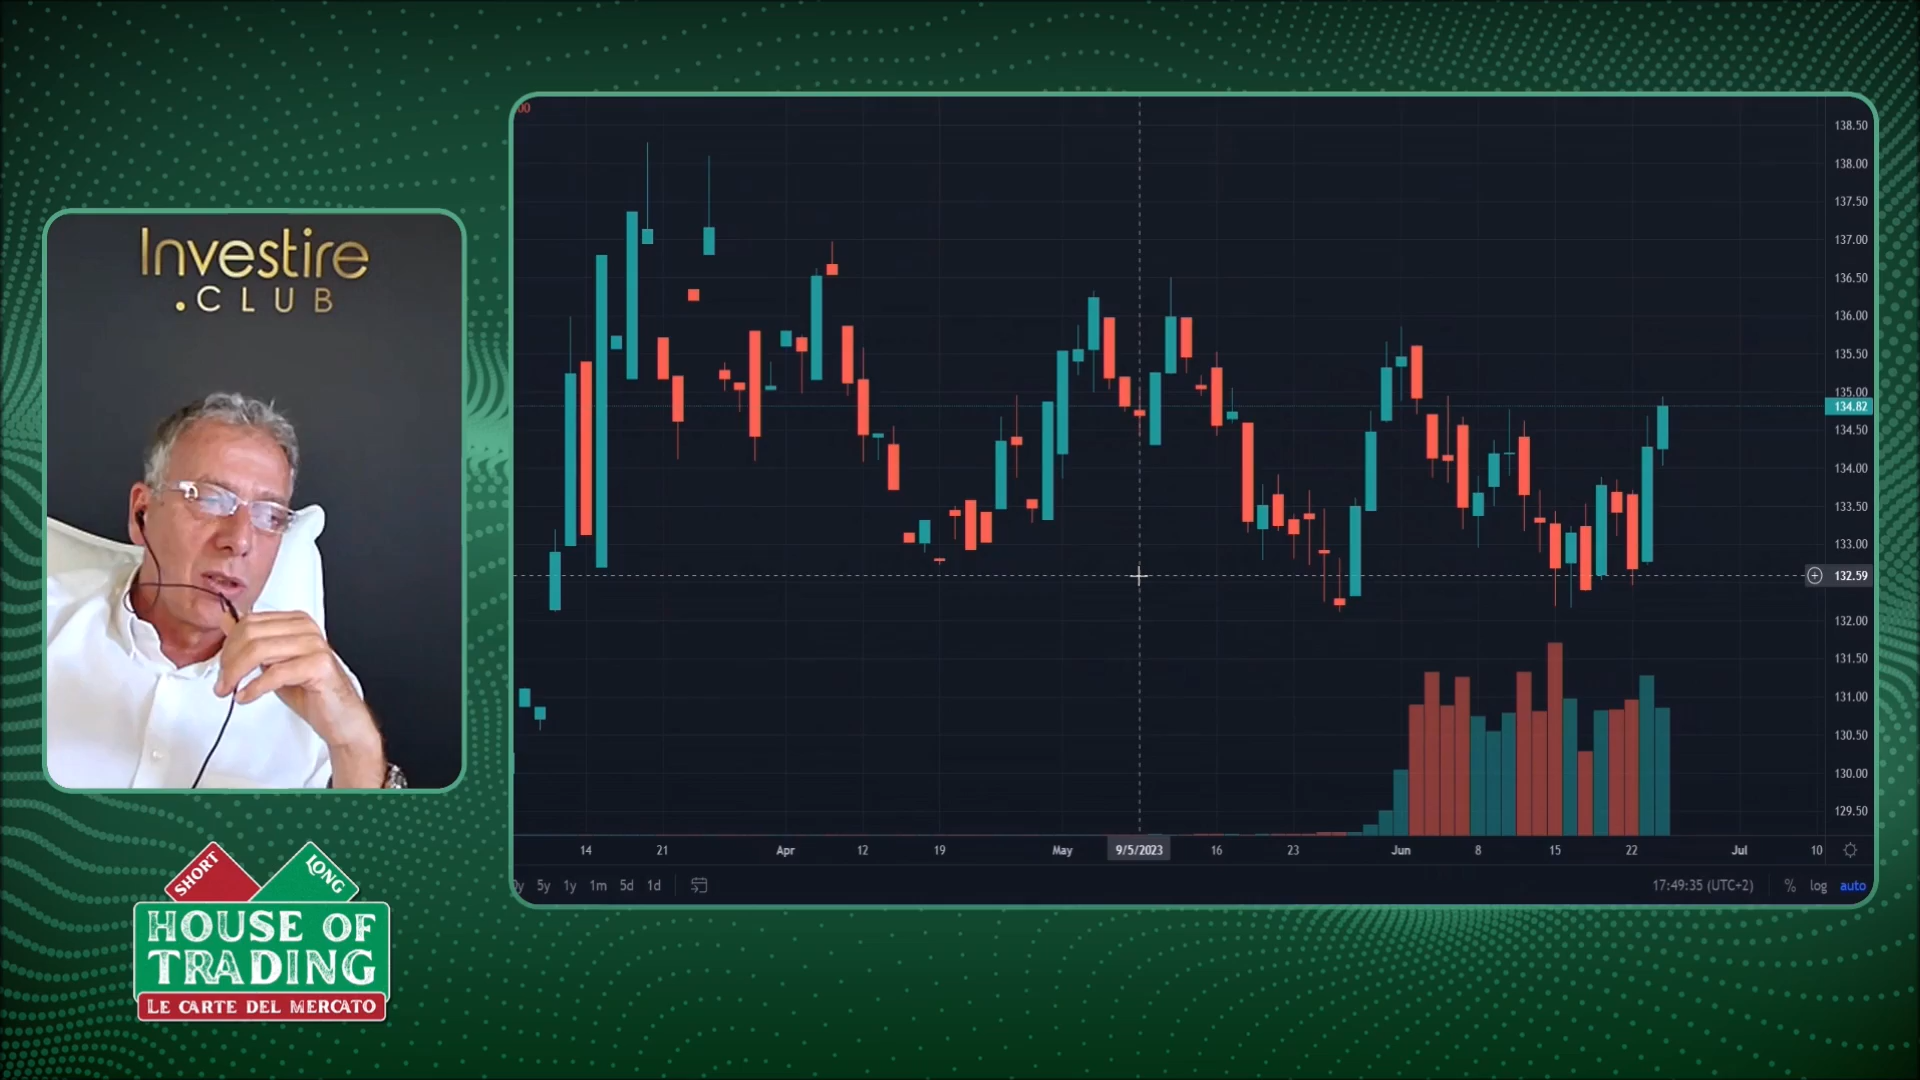 Investire
.CLUB
SHORT
LONG
HOUSE OF
TRADING
LE CARTE DEL MERCATO
00
138.50
138.00
137.50
137.00
136.50
136.00
135.50
135.00
134.82
134.50
134.00
133.50
133.00
132.59
132.00
131.50
131.00
130.50
130.00
129.50
14
21
Apr
12
19
May
9/5/2023
16
23
Jun
8
15
22
Jul
10
y 5y 1y 1m 5d 1d
17:49:35 (UTC+2)
% log auto